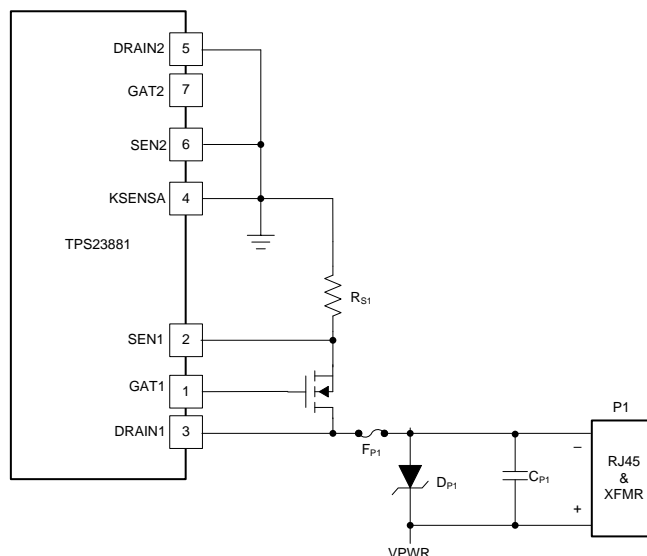 DRAIN2 5
GAT2 7
SEN2 6
KSENSA 4
TPS23881
RS1
SEN1 2
GAT1 1
DRAIN1 3
FP1
DP1
CP1
P1
–
RJ45
&
XFMR
+
VPWR